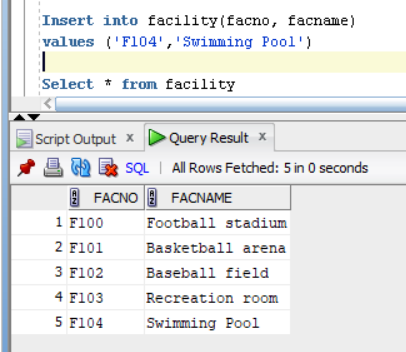 Insert into facility(facno, facname)
values ('F104','Swimming Pool')
Select * from facility
Script Output x Query Result x
SQL | All Rows Fetched: 5 in 0 seconds
FACNO FACNAME
1 F100 Football stadium
2 F101 Basketball arena
3 F102 Baseball field
4 F103 Recreation room
5 F104 Swimming Pool